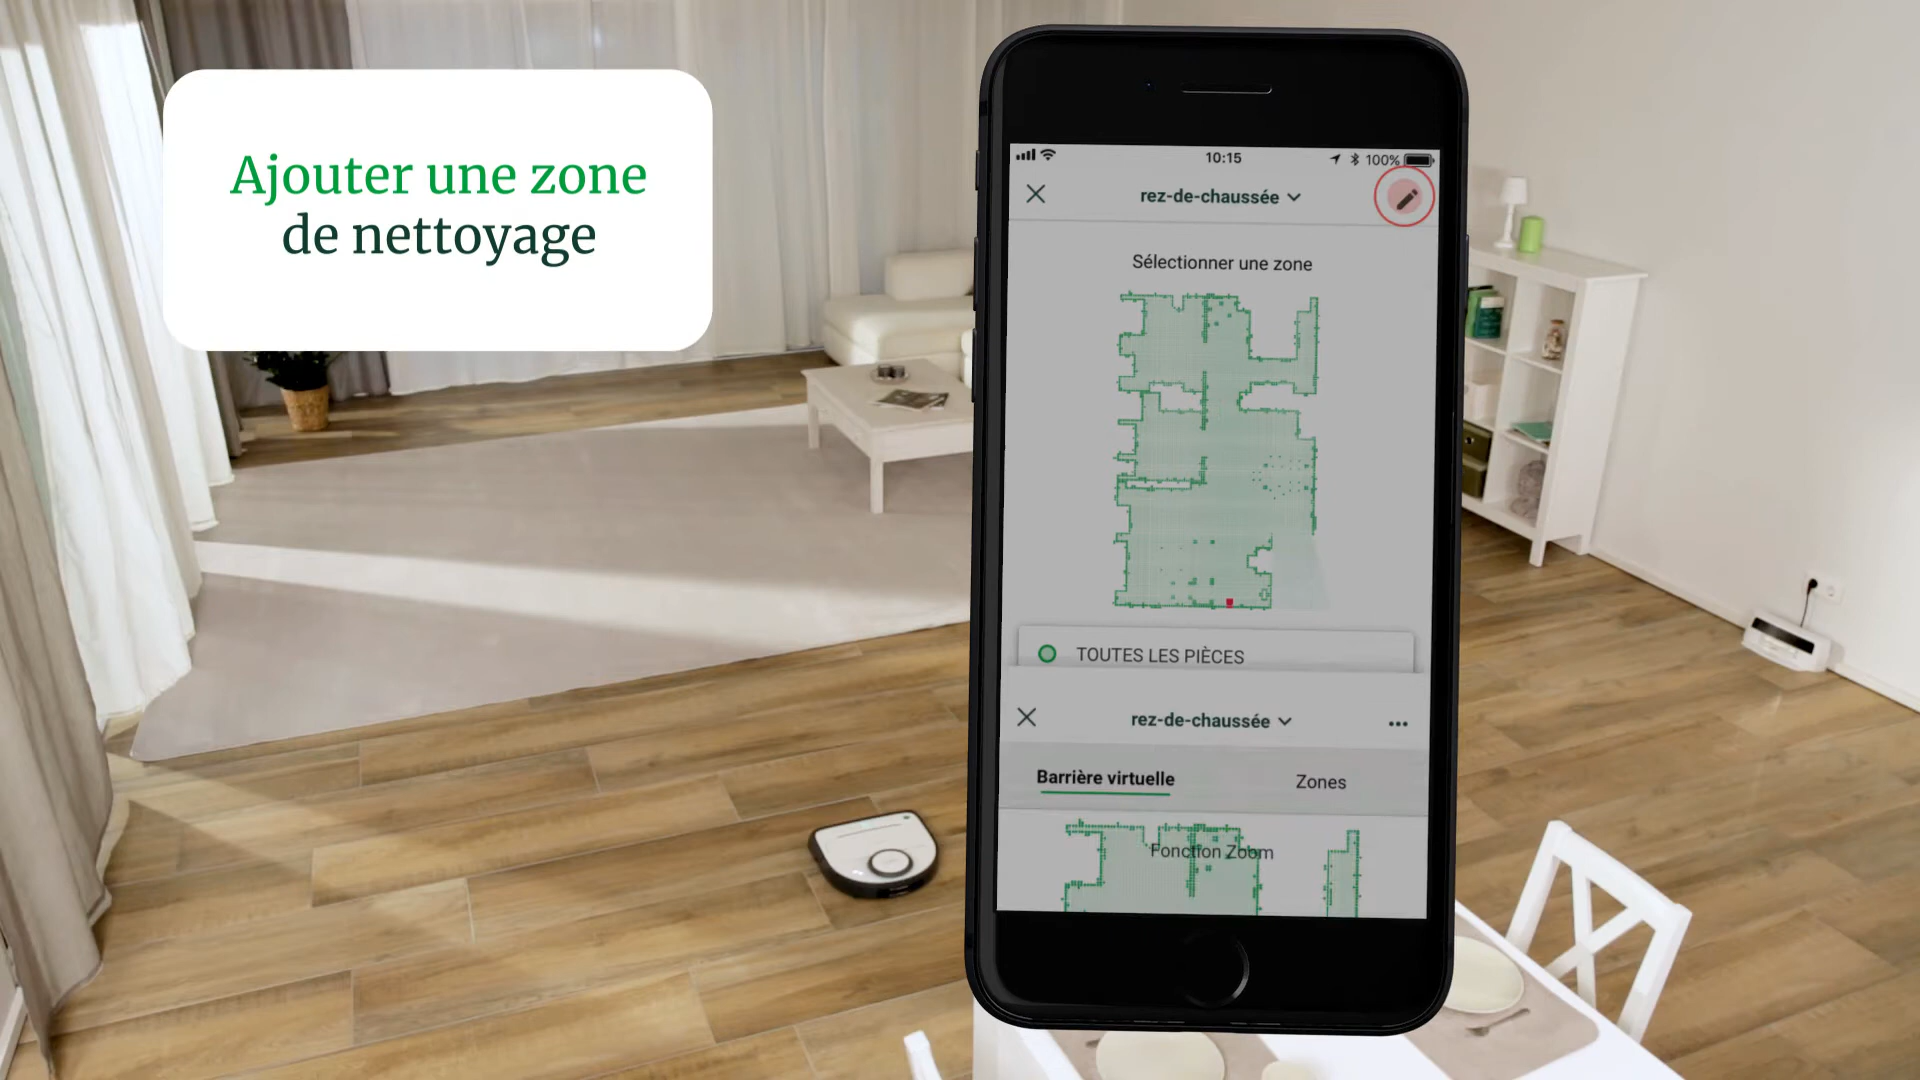 Ajouter une zone
de nettoyage
10:15
100%
rez-de-chaussée
Sélectionner une zone
TOUTES LES PIÈCES
rez-de-chaussée
Barrière virtuelle
Zones
Fonction Zoom